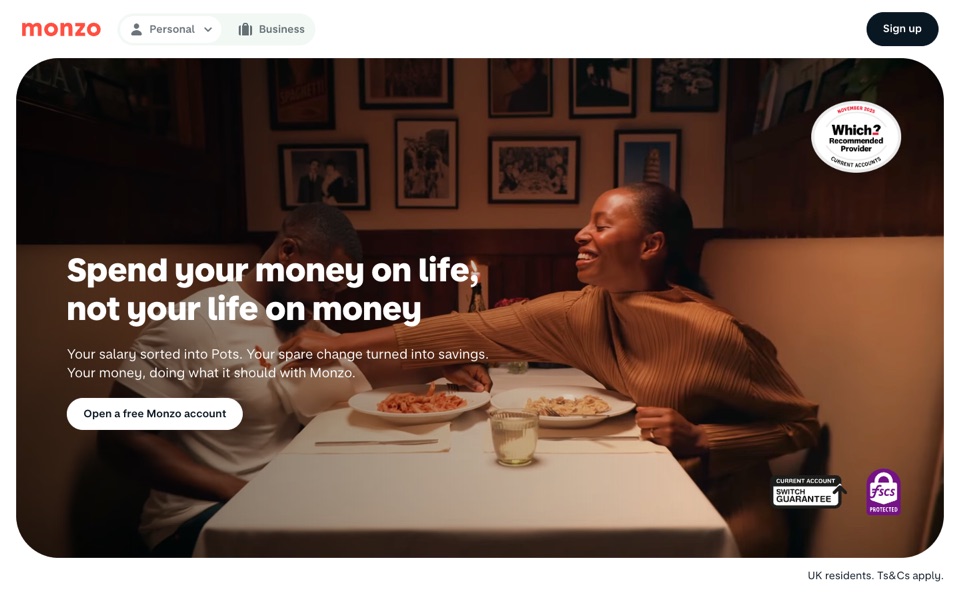 monzo
Personal
Business
Sign up
NOVEMBER 2025
Which?
Recommended
Provider
CURRENT ACCOUNTS
Spend your money on life,
not your life on money
Your salary sorted into Pots. Your spare change turned into savings.
Your money, doing what it should with Monzo.
Open a free Monzo account
CURRENT ACCOUNT
SWITCH
GUARANTEE
fscs
PROTECTED
UK residents. Ts&Cs apply.